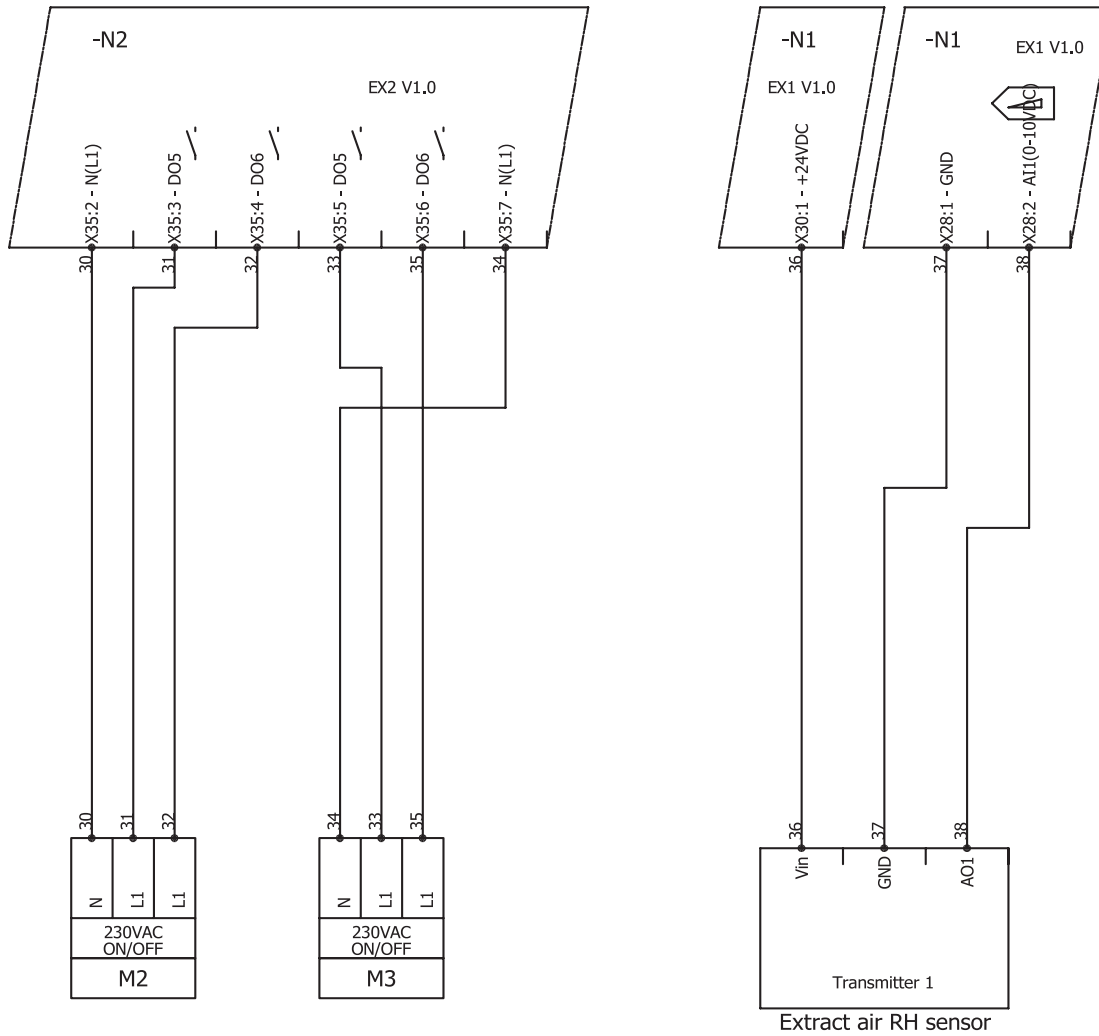 -N2
EX2 V1.0
X35:2 - N(L1)
X35:3 - DO5
X35:4 - DO6
X35:5 - DO5
X35:6 - DO6
X35:7 - N(L1)
30
31
32
33
35
34
30
31
32
34
33
35
N
L1
L1
230VAC
ON/OFF
M2
N
L1
L1
230VAC
ON/OFF
M3
-N1
EX1 V1.0
X30:1 - +24VDC
36
-N1
EX1 V1.0
X28:1 - GND
X28:2 - AI1(0-10VDC)
37
38
36
37
38
Vin
GND
AO1
Transmitter 1
Extract air RH sensor